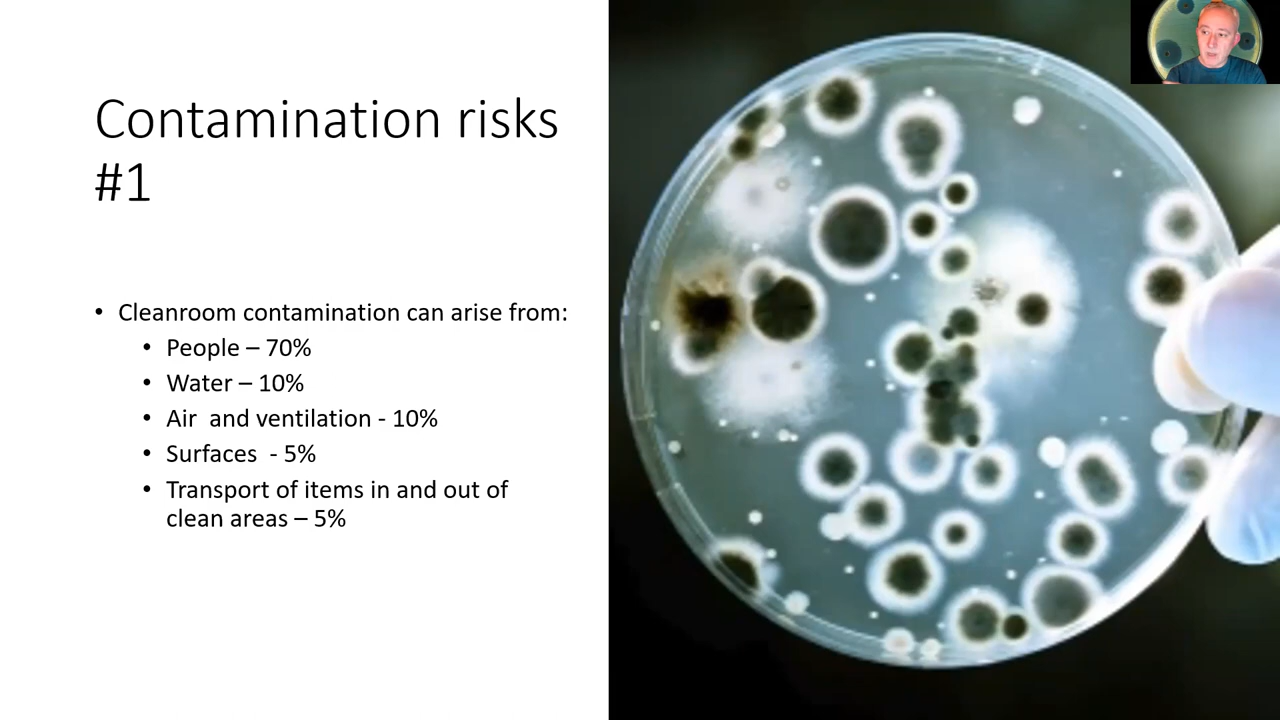 Contamination risks
#1
• Cleanroom contamination can arise from:
• People – 70%
• Water – 10%
• Air  and ventilation - 10%
• Surfaces  - 5%
• Transport of items in and out of
clean areas – 5%